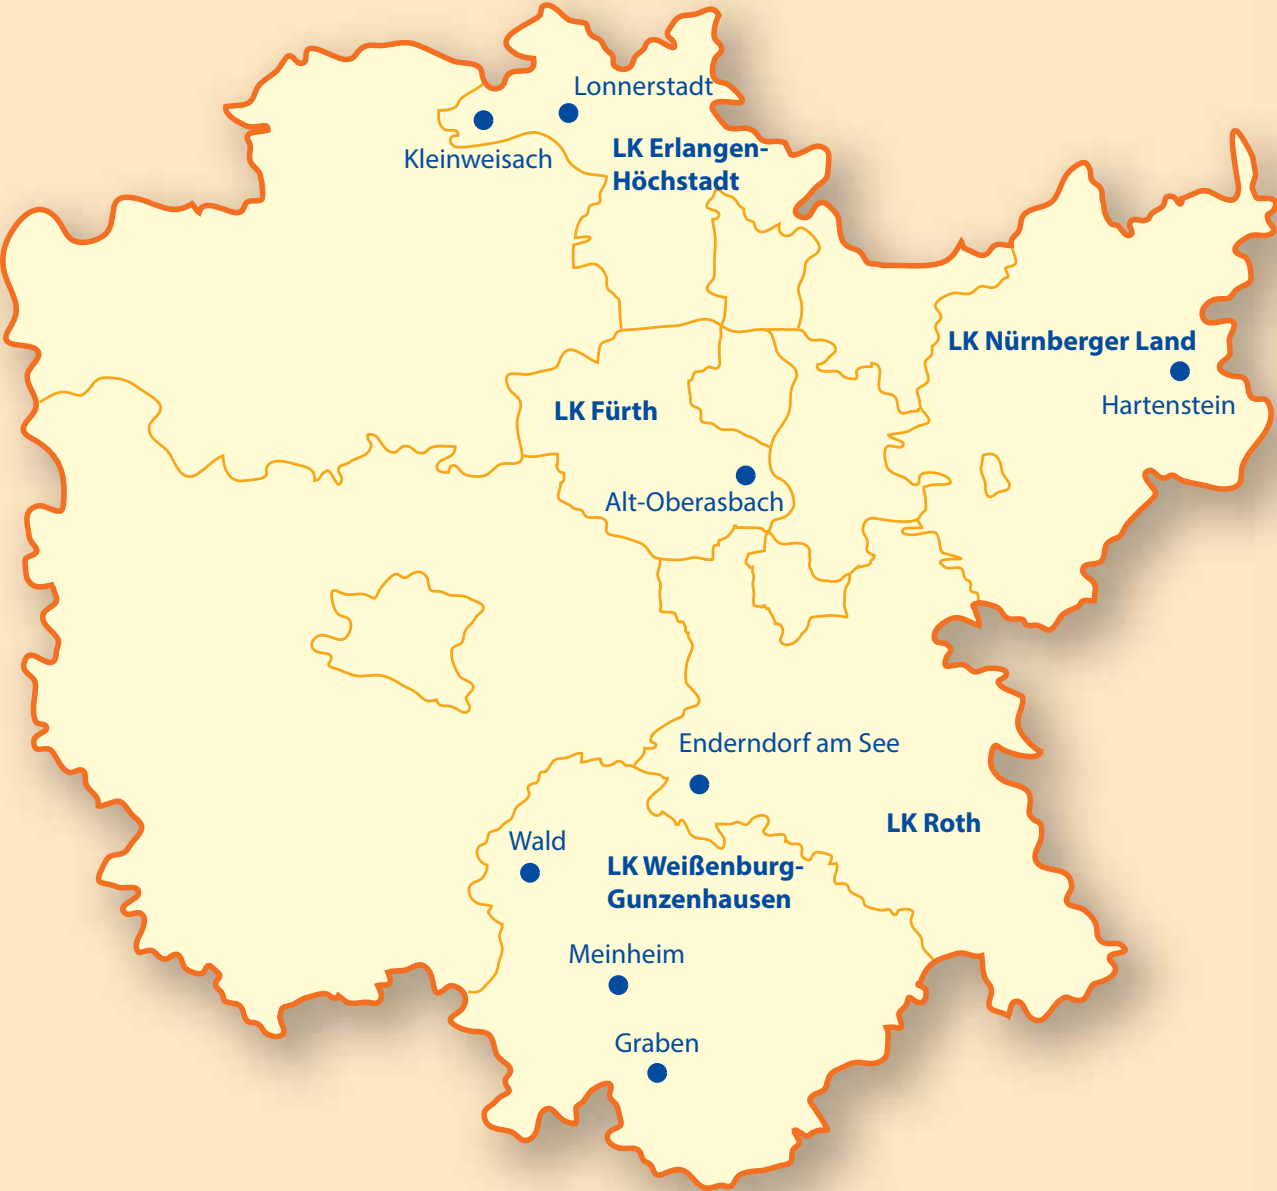 Lonnerstadt
Kleinweisach
LK Erlangen-
Höchstadt
LK Nürnberger Land
Hartenstein
LK Fürth
Alt-Oberasbach
Enderndorf am See
LK Roth
Wald
LK Weißenburg-
Gunzenhausen
Meinheim
Graben